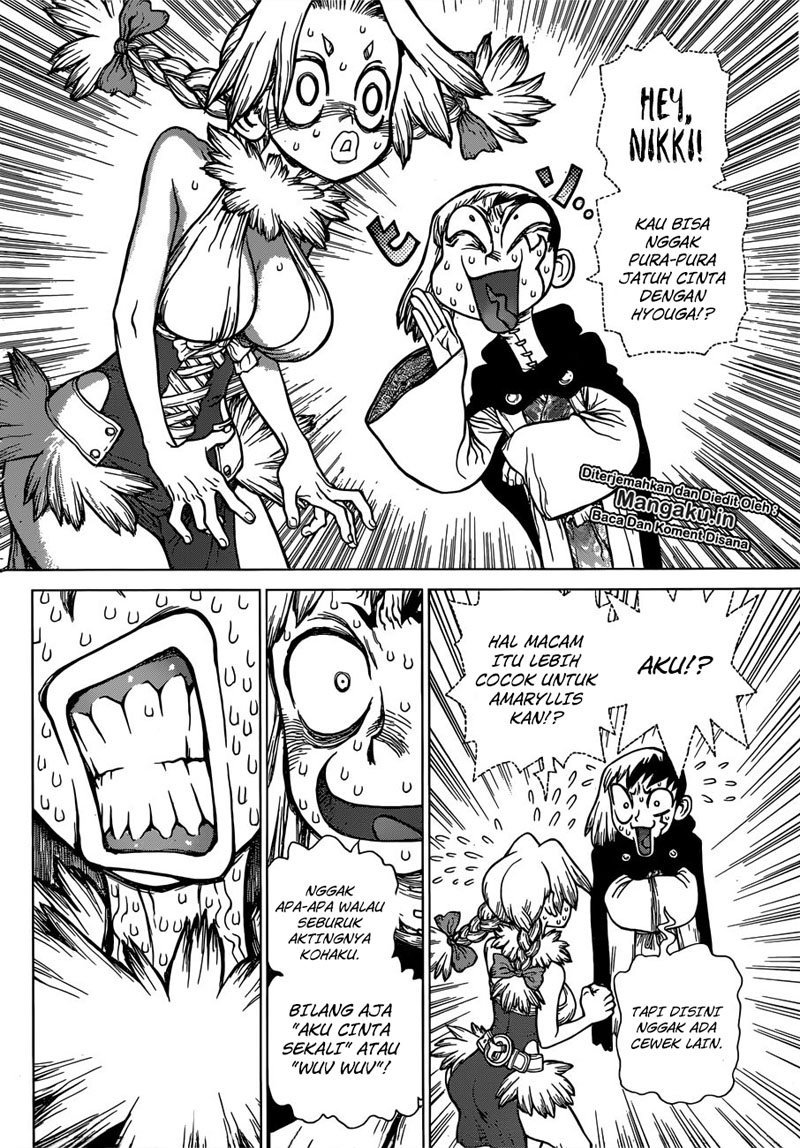 HEY,
NIKKI!
KAU BISA
NGGAK
PURA-PURA
JATUH CINTA
DENGAN
HYOUGA!?
ヒ
ソ。。
Diterjemahkan dan Diedit Oleh :
Mangaku.in
Baca Dan Koment Disana
AKU!?
HAL MACAM
ITU LEBIH
COCOK UNTUK
AMARYLLIS
KAN!?
TAPI DISINI
NGGAK ADA
CEWEK LAIN.
NGGAK
APA-APA WALAU
SEBURUK
AKTINGNYA
KOHAKU.
BILANG AJA
"AKU CINTA
SEKALI" ATAU
"WUV WUV"!